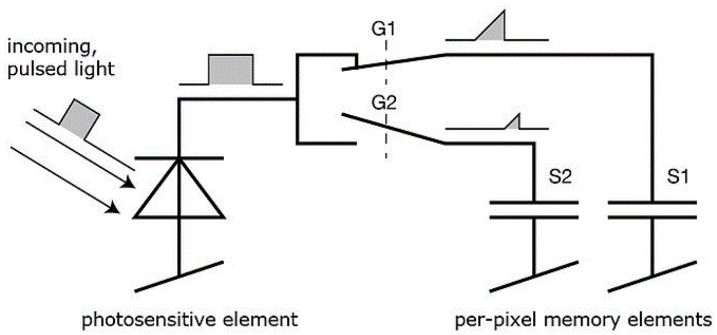 incoming,
pulsed light
G1
G2
S2
S1
photosensitive element
per-pixel memory elements